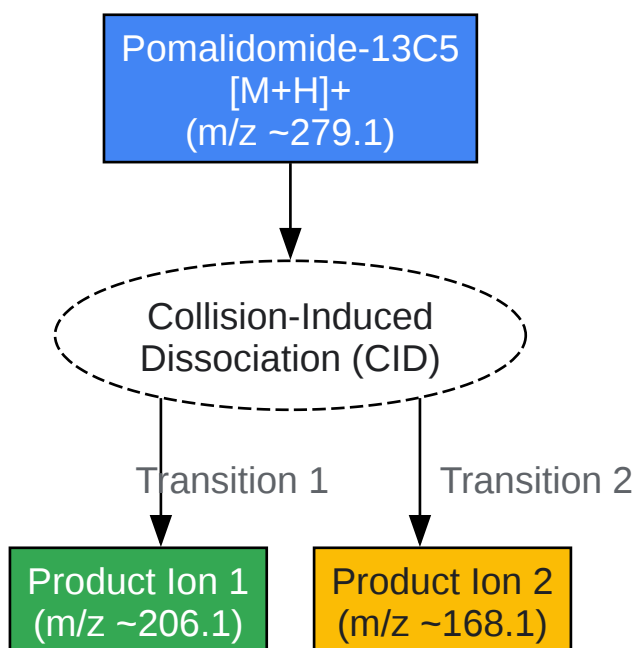 Pomalidomide-13C5
[M+H]+
(m/z ~279.1)
Collision-Induced
Dissociation (CID)
Transition 1
Transition 2
Product Ion 1
(m/z ~206.1)
Product Ion 2
(m/z ~168.1)